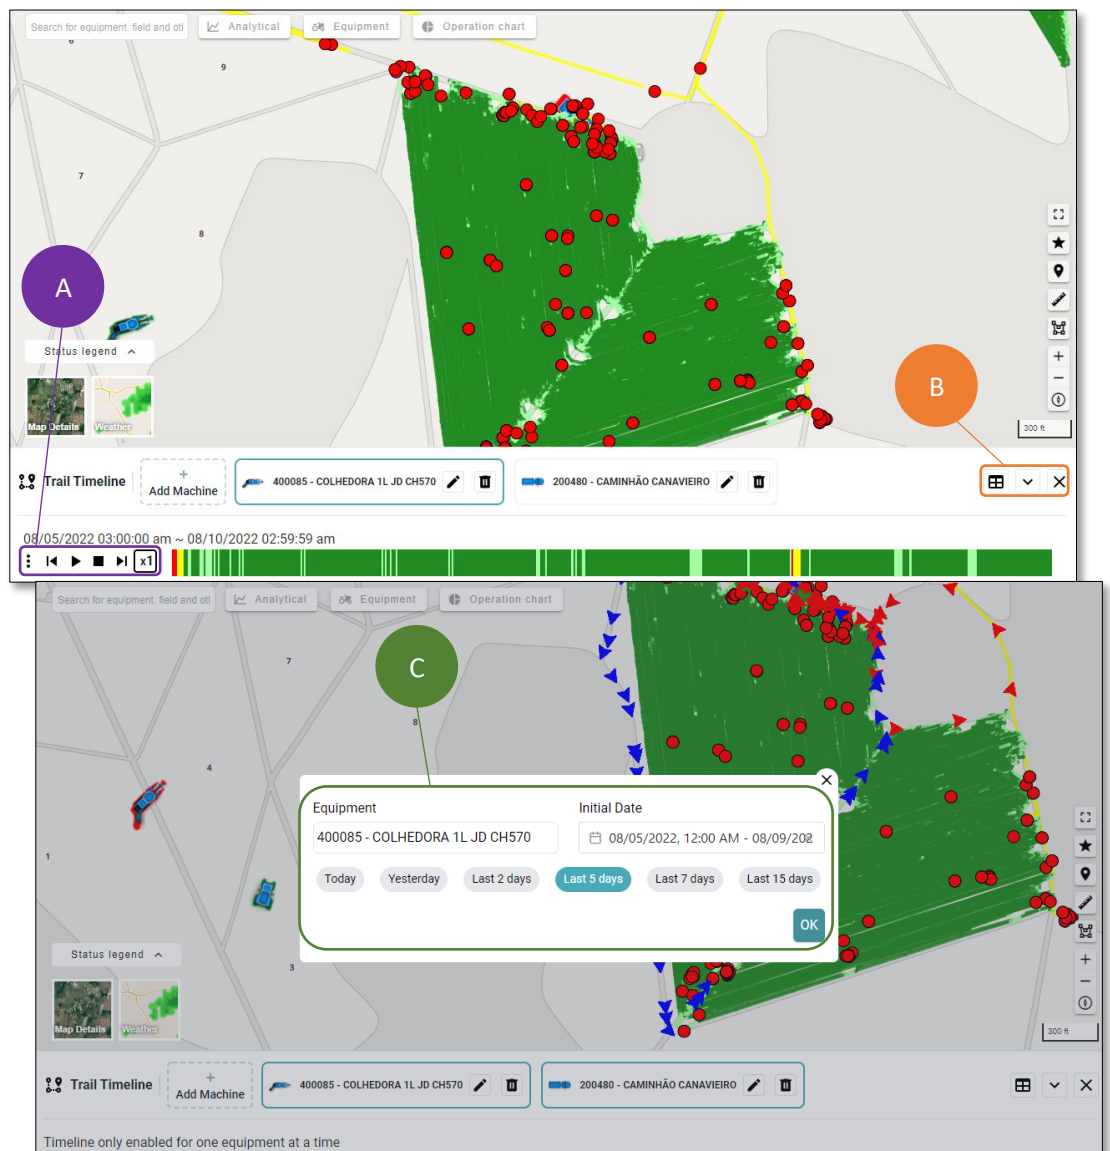 Search for equipment, field and otl
Analytical
Equipment
Operation chart
6
9
7
8
A
Status legend
Map Details
Weather
B
300 ft
Trail Timeline
+
Add Machine
400085 - COLHEDORA 1L JD CH570
200480 - CAMINHÃO CANAVIEIRO
08/05/2022 03:00:00 am ~ 08/10/2022 02:59:59 am
x1
Search for equipment, field and otl
Analytical
Equipment
Operation chart
C
7
8
4
1
3
Equipment
Initial Date
400085 - COLHEDORA 1L JD CH570
08/05/2022, 12:00 AM - 08/09/202
Today
Yesterday
Last 2 days
Last 5 days
Last 7 days
Last 15 days
OK
Status legend
Map Details
Weather
300 ft
Trail Timeline
+
Add Machine
400085 - COLHEDORA 1L JD CH570
200480 - CAMINHÃO CANAVIEIRO
Timeline only enabled for one equipment at a time